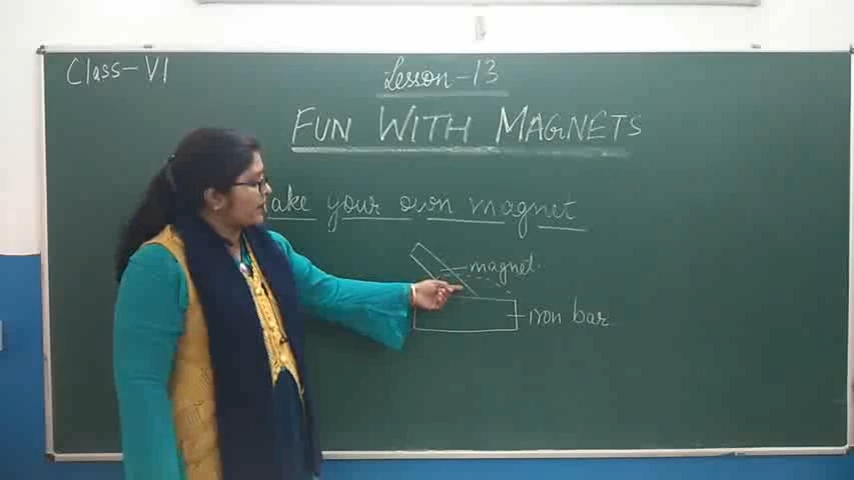 Class-VI
Lesson-13
FUN WITH MAGNETS
ake your own magnet
magnet.
iron bar